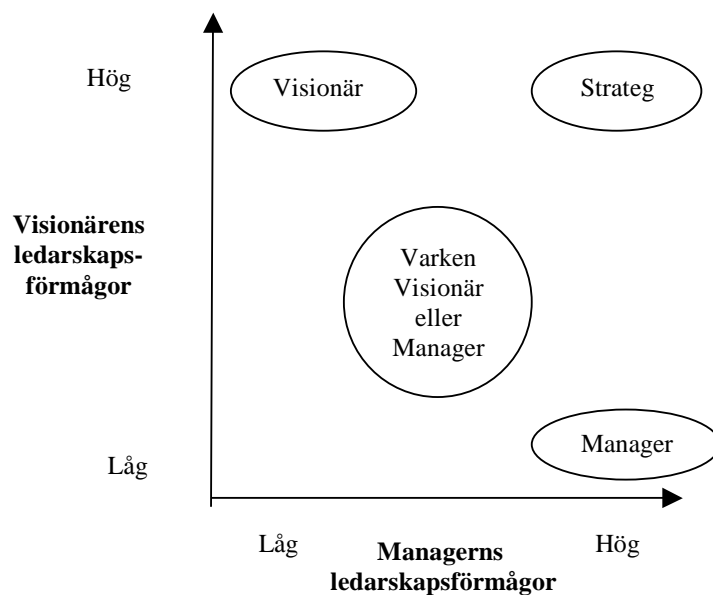 Hög
Visionär
Strateg
Visionärens
ledarskaps-
förmågor
Varken
Visionär
eller
Manager
Manager
Låg
Låg
Managerns
ledarskapsförmågor
Hög